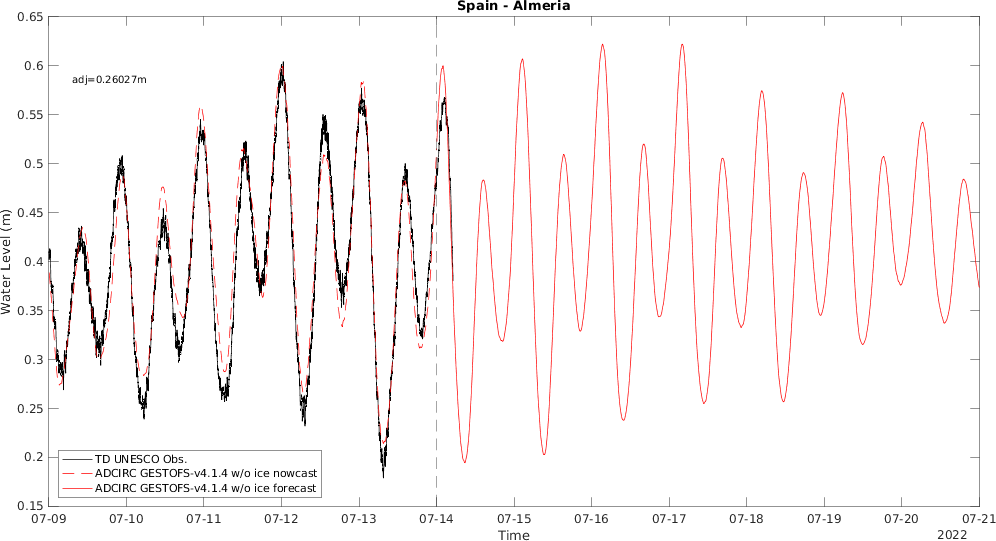 Spain - Almeria
0.65
0.6
adj=0.26027m
0.55
0.5
0.45
0.4
0.35
0.3
0.25
0.2
0.15
Water Level (m)
TD UNESCO Obs.
ADCIRC GESTOFS-v4.1.4 w/o ice nowcast
ADCIRC GESTOFS-v4.1.4 w/o ice forecast
07-09 07-10 07-11 07-12 07-13 07-14 07-15 07-16 07-17 07-18 07-19 07-20 07-21
Time
2022